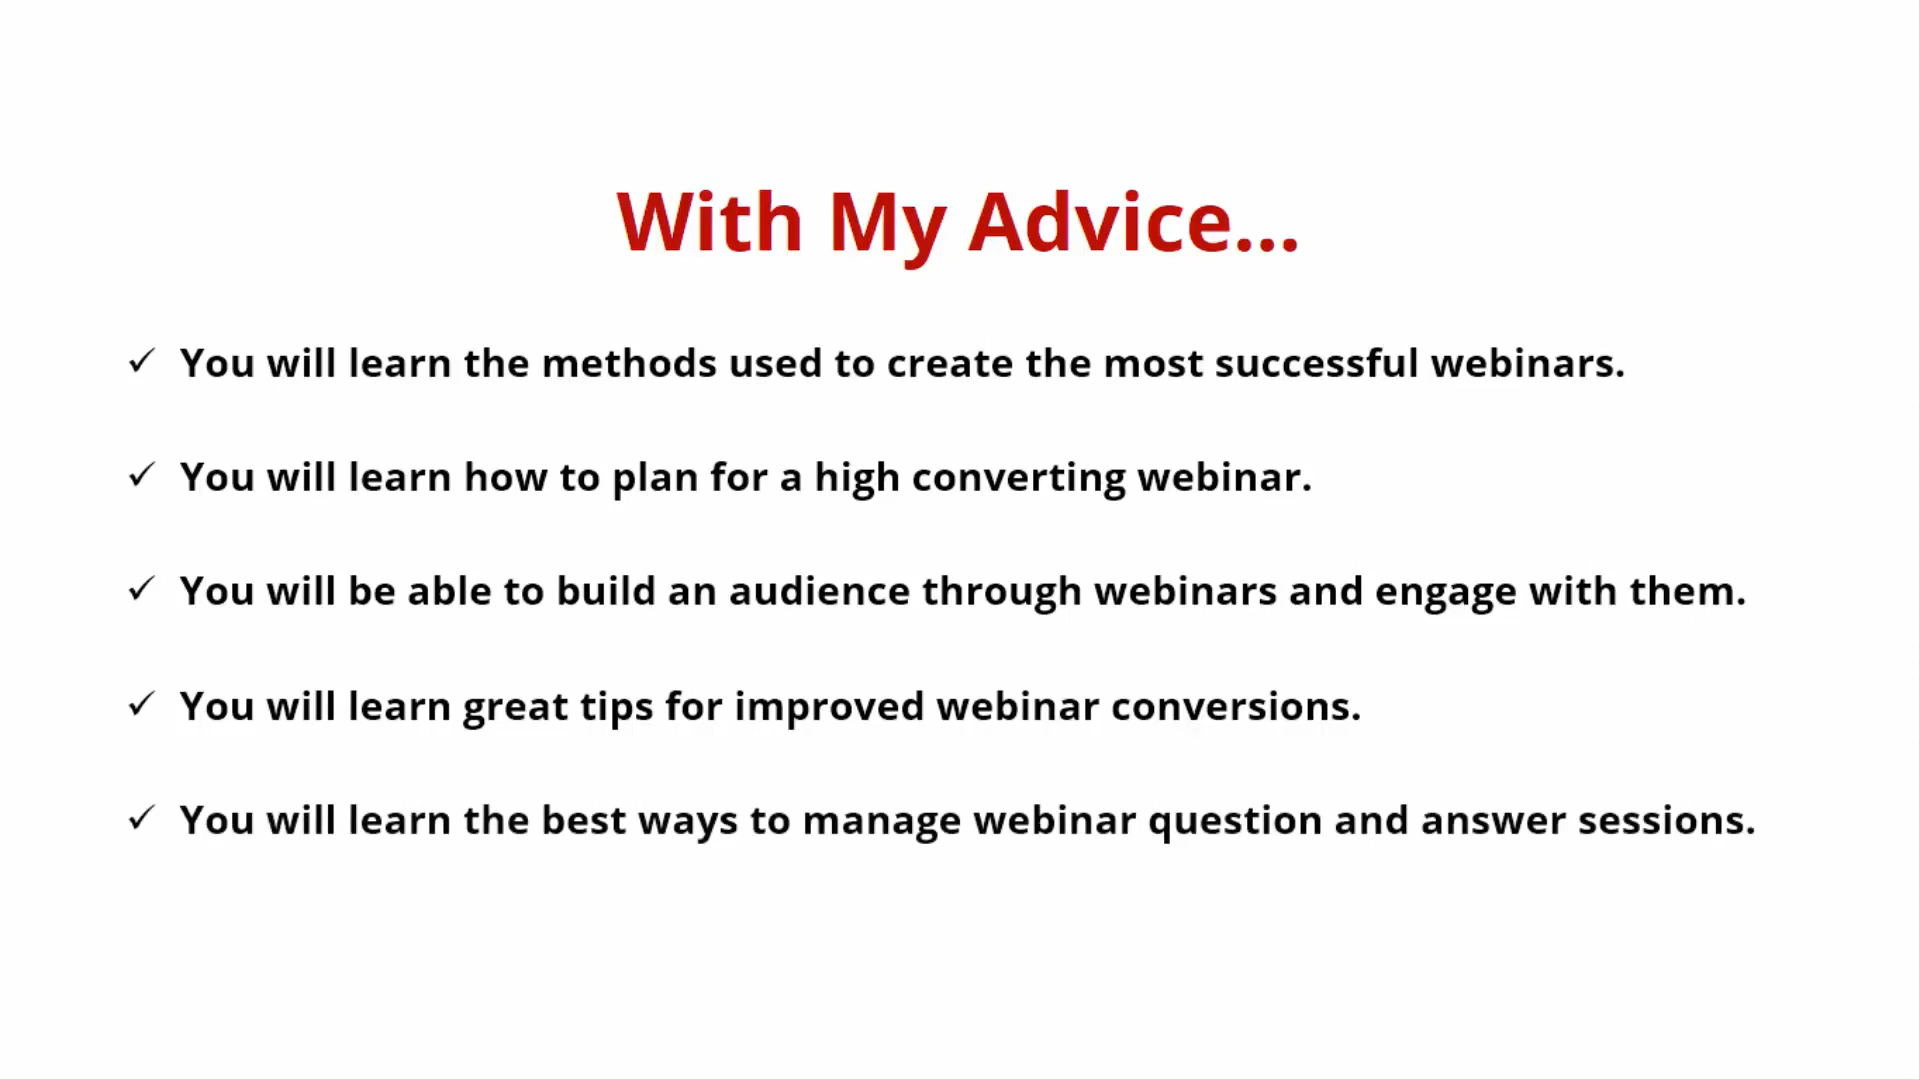 With My Advice...
✓ You will learn the methods used to create the most successful webinars.
✓ You will learn how to plan for a high converting webinar.
✓ You will be able to build an audience through webinars and engage with them.
✓ You will learn great tips for improved webinar conversions.
✓ You will learn the best ways to manage webinar question and answer sessions.